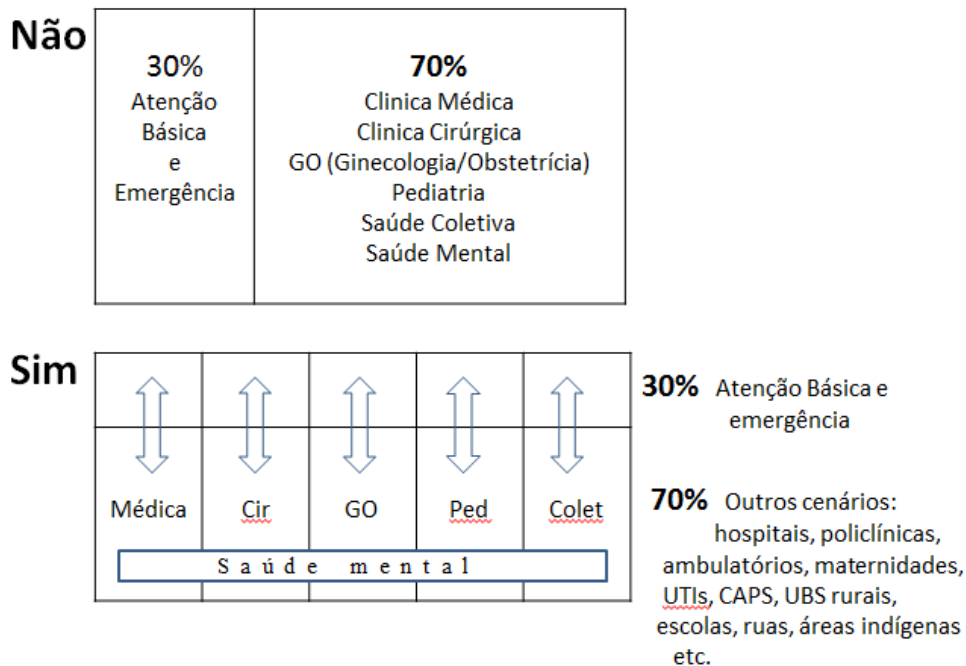 Não
30%
Atenção
Básica
e
Emergência
70%
Clinica Médica
Clinica Cirúrgica
GO (Ginecologia/Obstetrícia)
Pediatria
Saúde Coletiva
Saúde Mental
Sim
Médica
Cir
GO
Ped
Colet
Saúde mental
30% Atenção Básica e
emergência
70% Outros cenários:
hospitais, policlínicas,
ambulatórios, maternidades,
UTIs, CAPS, UBS rurais,
escolas, ruas, áreas indígenas
etc.